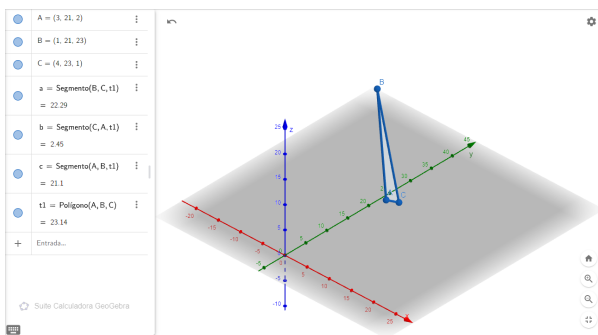 A = (3, 21, 2)
B = (1, 21, 23)
C = (4, 23, 1)
a = Segmento(B, C, t1)
= 22.29
b = Segmento(C, A, t1)
= 2.45
c = Segmento(A, B, t1)
= 21.1
t1 = Polígono(A, B, C)
= 23.14
+ Entrada...
Suite Calculadora GeoGebra
B
C
z
25
20
15
10
5
0
-5
-10
y
-5
5
10
15
20
30
35
40
45
-20
-15
-10
-5
5
10
15
20
25
x